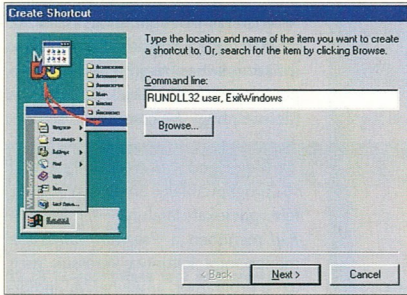 Create Shortcut
Type the location and name of the item you want to create
a shortcut to. Or, search for the item by clicking Browse.
Command line:
RUNDLL32 user, ExitWindows
Browse...
< Back
Next >
Cancel